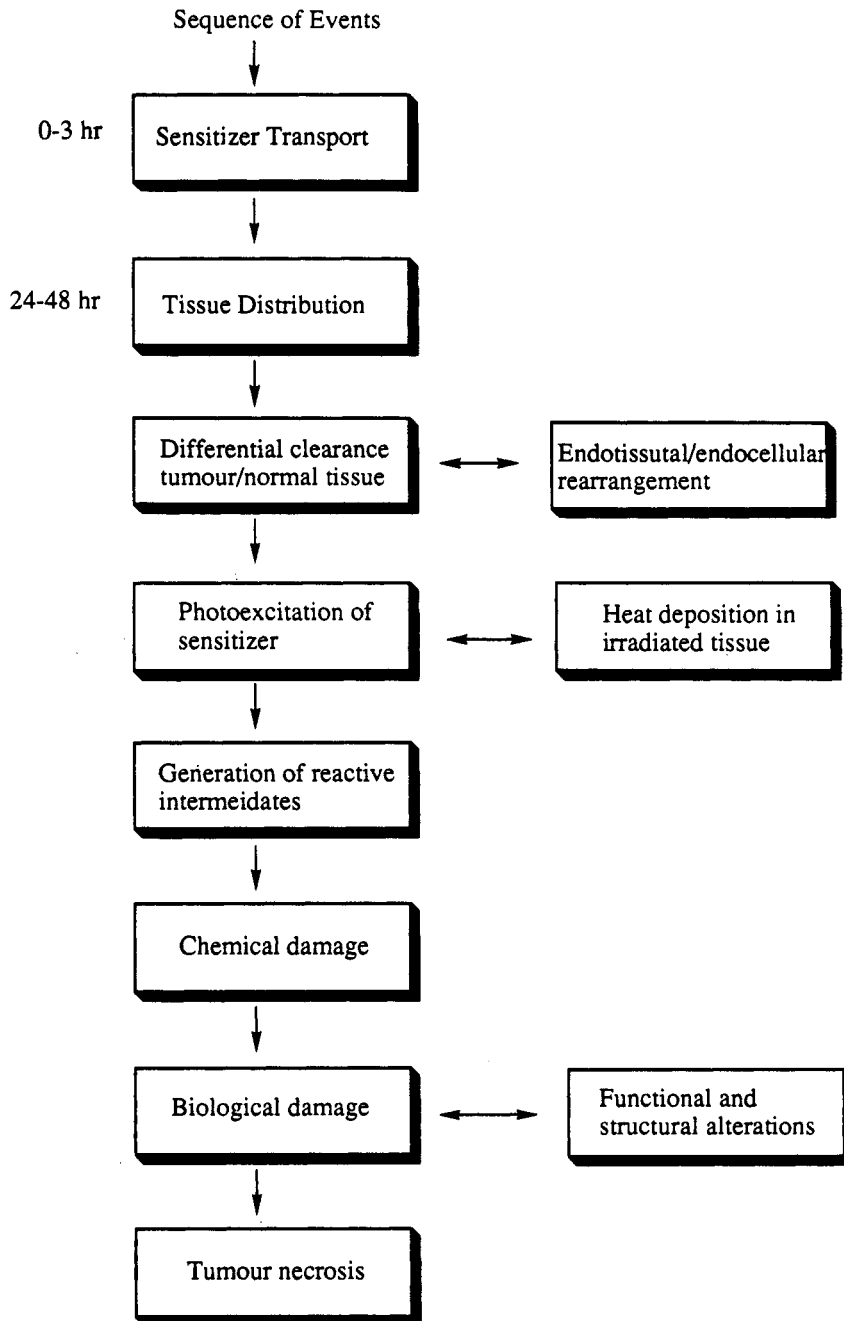 Sequence of Events
0-3 hr
Sensitizer Transport
24-48 hr
Tissue Distribution
Differential clearance
tumour/normal tissue
Endotissutal/endocellular
rearrangement
Photoexcitation of
sensitizer
Heat deposition in
irradiated tissue
Generation of reactive
intermeidates
Chemical damage
Biological damage
Functional and
structural alterations
Tumour necrosis